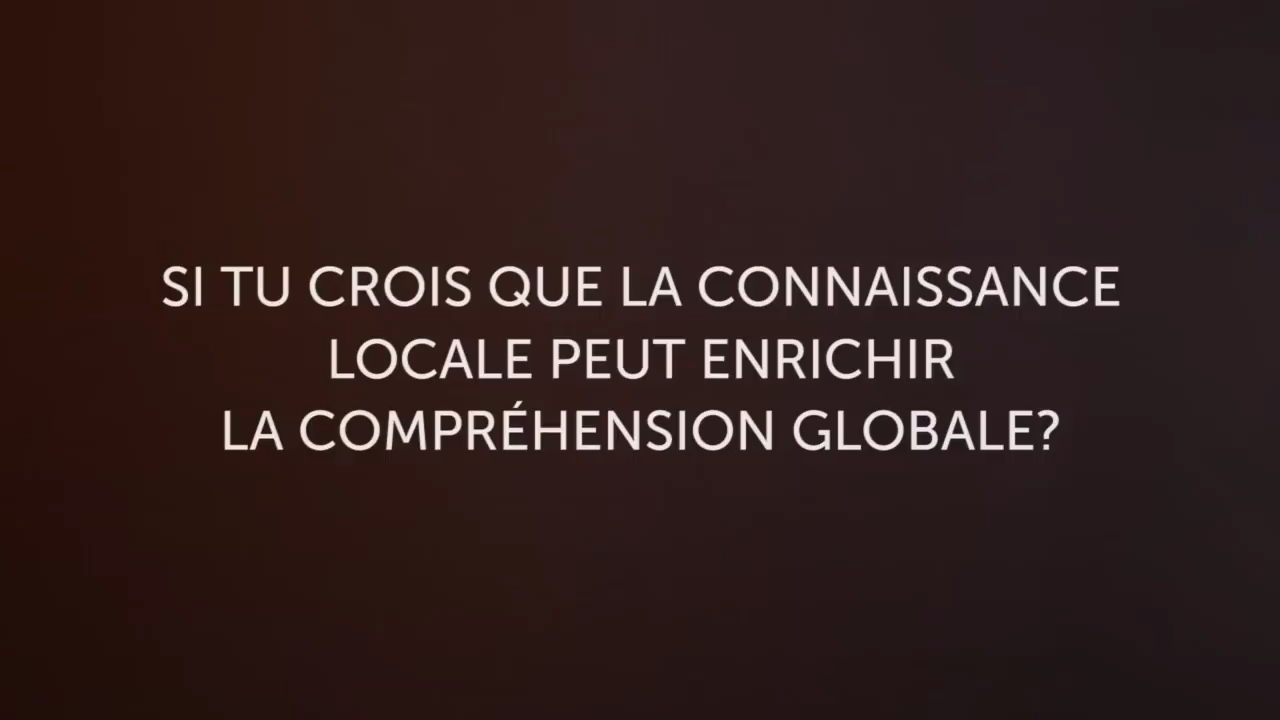 SI TU CROIS QUE LA CONNAISSANCE
LOCALE PEUT ENRICHIR
LA COMPRÉHENSION GLOBALE?